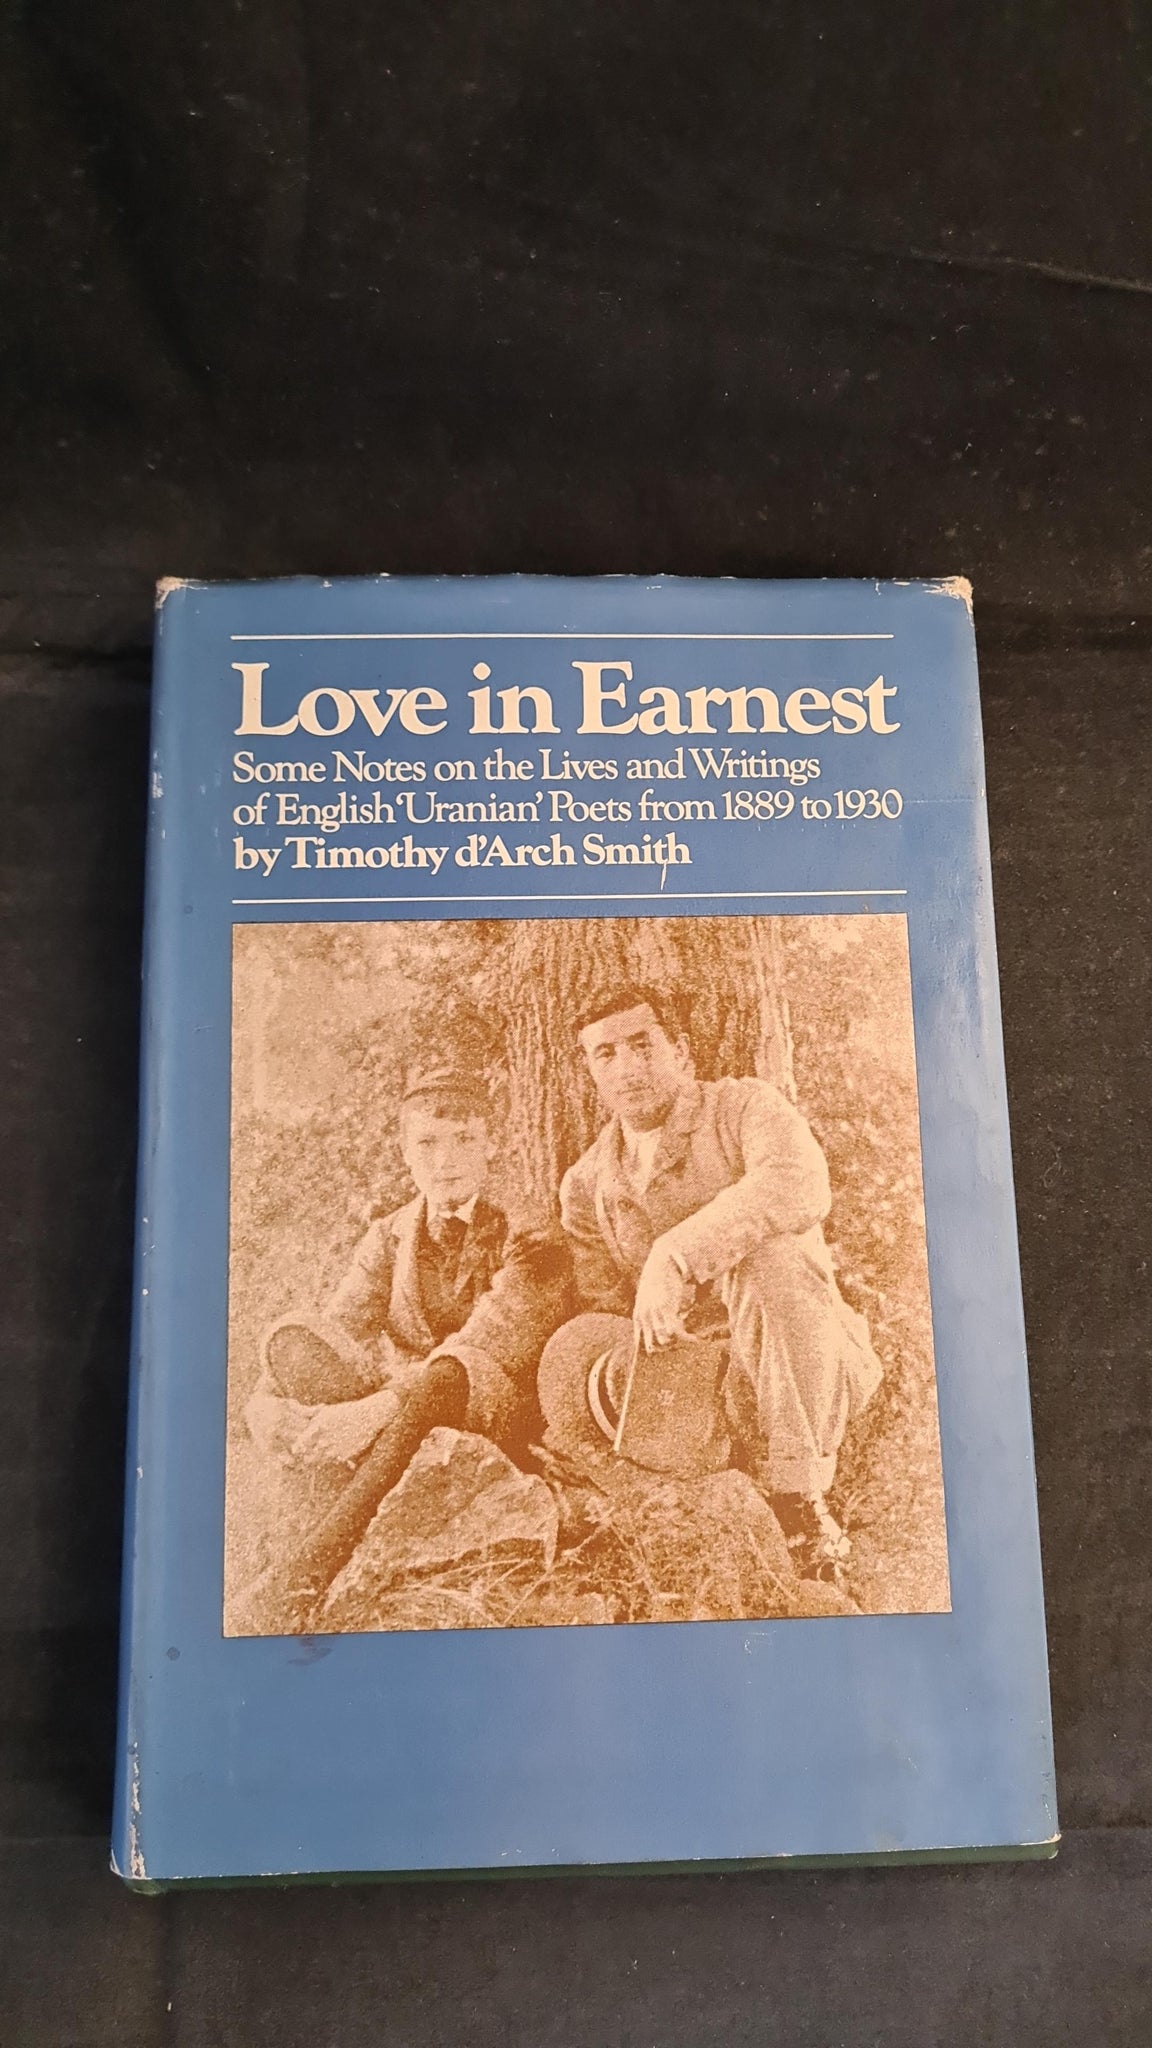 Love in Earnest
Some Notes on the Lives and Writings
of English ‘Uranian’ Poets from 1889 to 1930
by Timothy d’Arch Smith